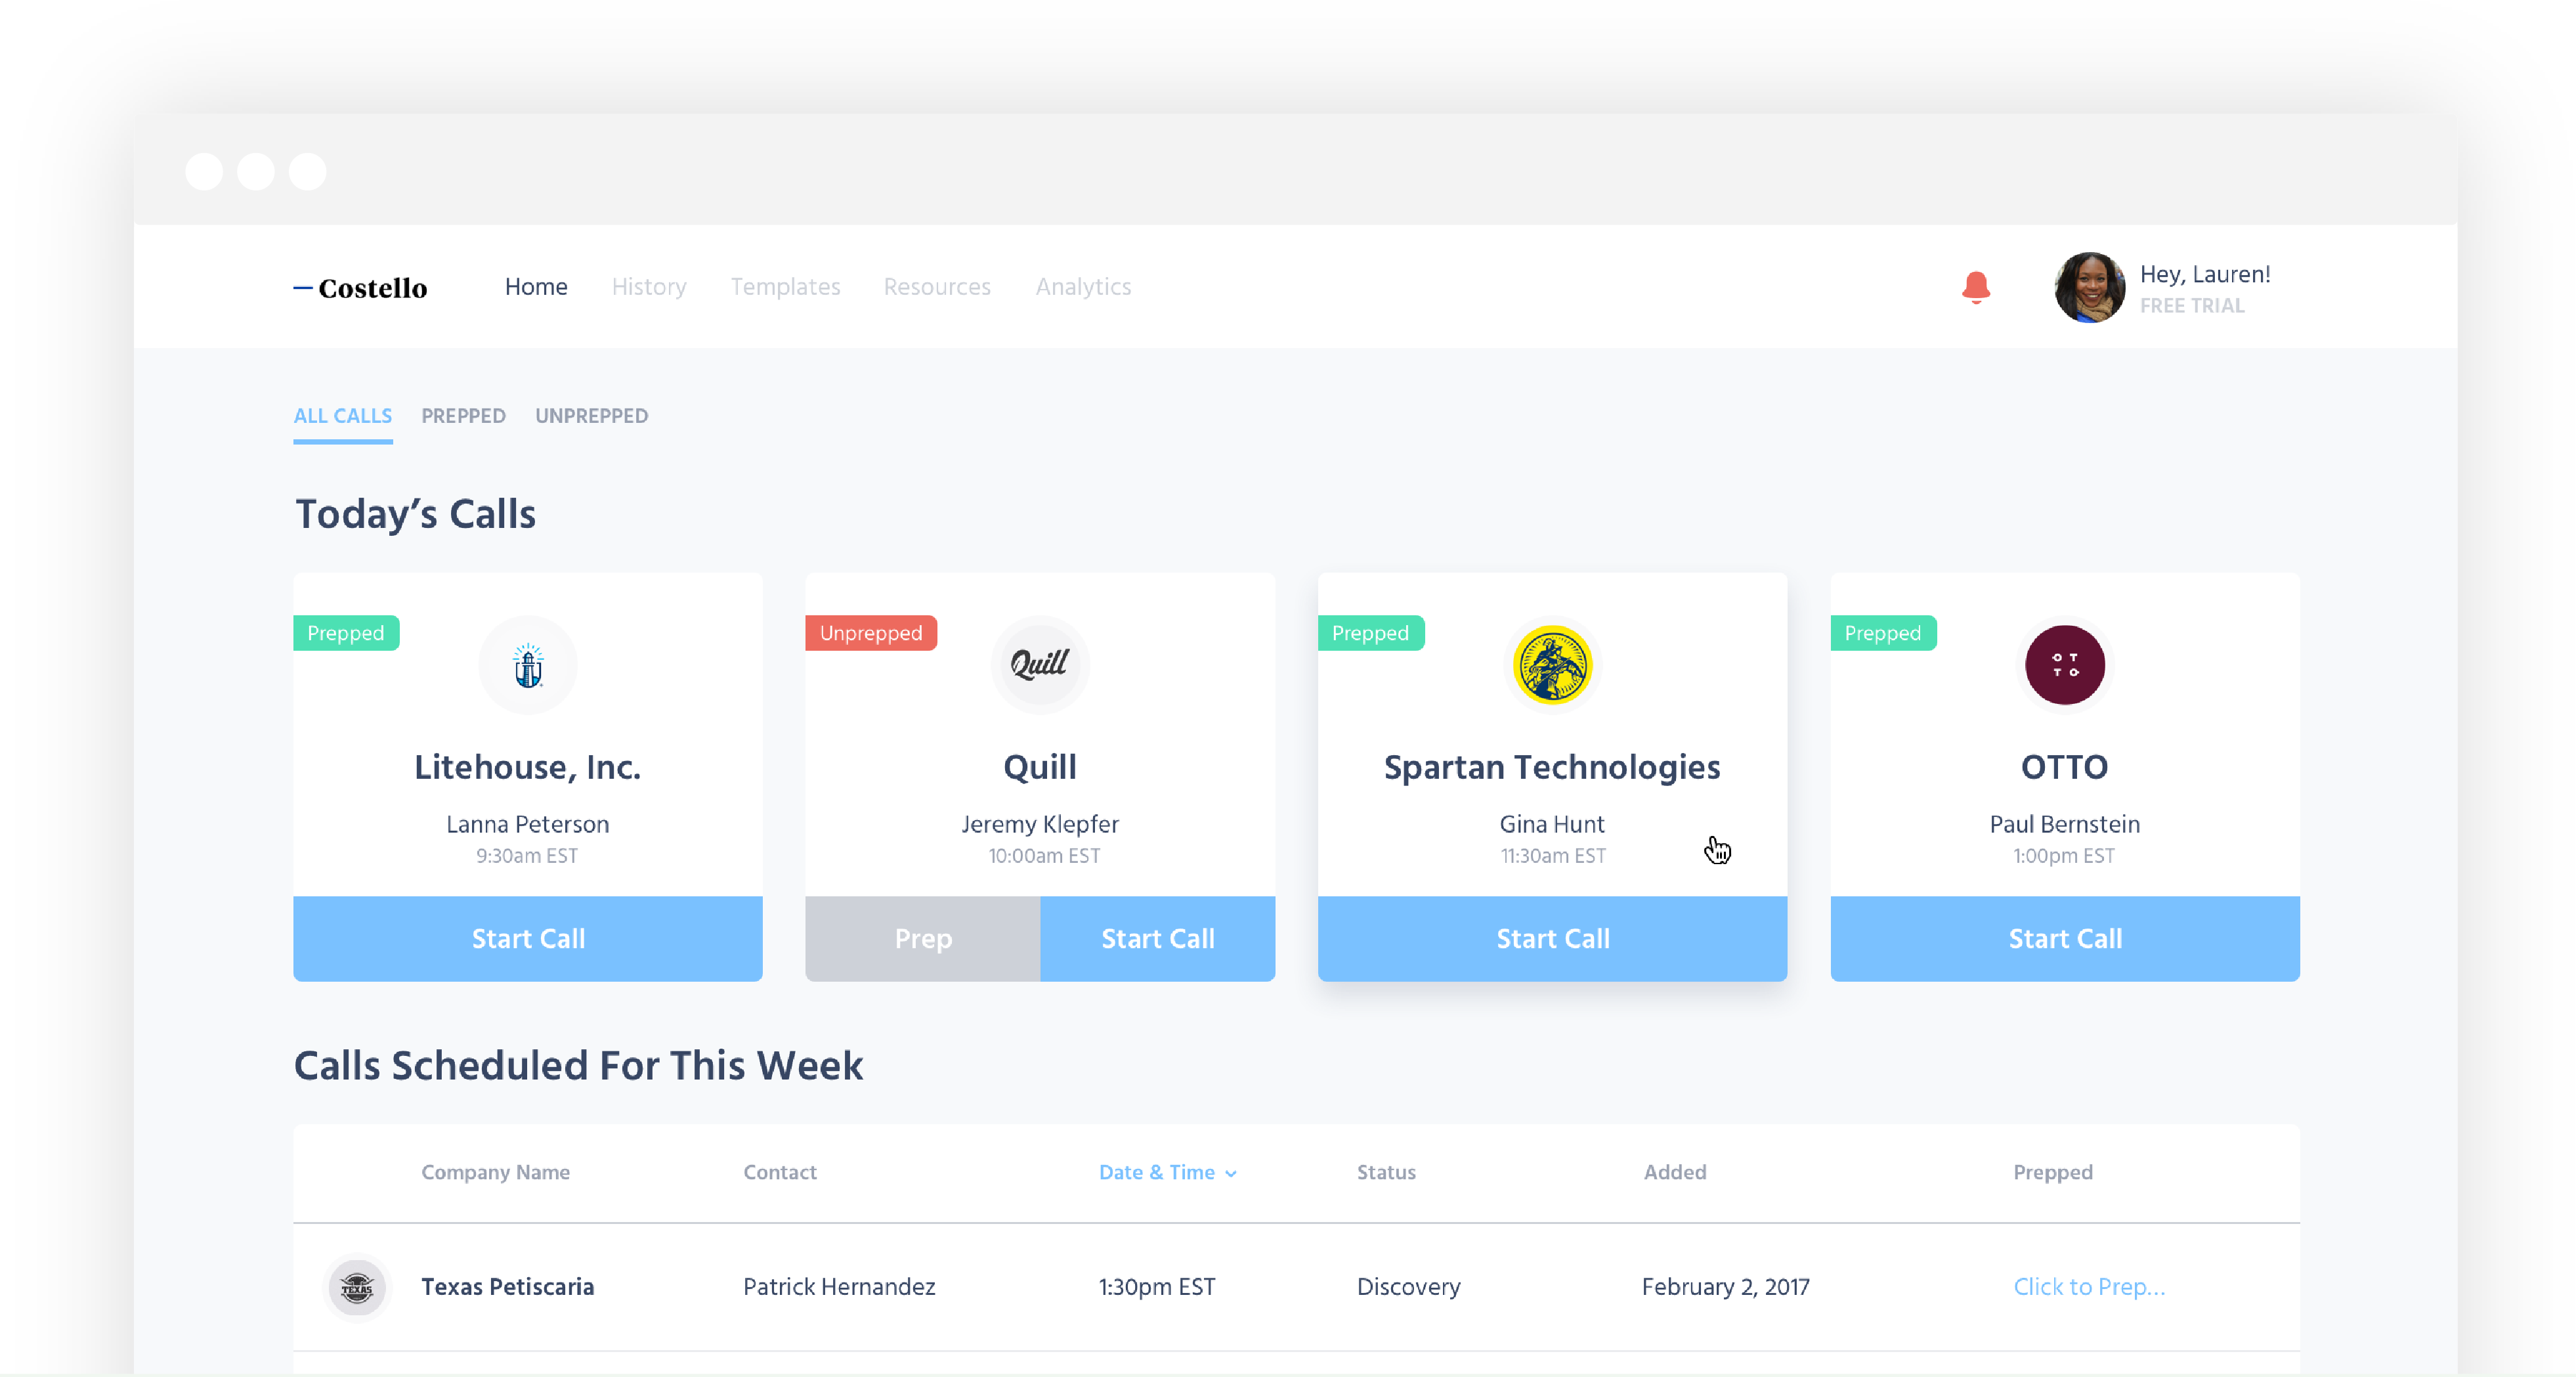 Costello Home History Templates Resources Analytics Hey, Lauren!
FREE TRIAL
ALL CALLS PREPPED UNPREPPED
Today’s Calls
Prepped
Litehouse, Inc.
Lanna Peterson
9:30am EST
Start Call
Unprepped
Quill
Quill
Jeremy Klepfer
10:00am EST
Prep Start Call
Prepped
Spartan Technologies
Gina Hunt
11:30am EST
Start Call
Prepped
OT
TO
OTTO
Paul Bernstein
1:00pm EST
Start Call
Calls Scheduled For This Week
Company Name Contact Date & Time Status Added Prepped
TEXAS
Texas Petiscaria Patrick Hernandez 1:30pm EST Discovery February 2, 2017 Click to Prep...